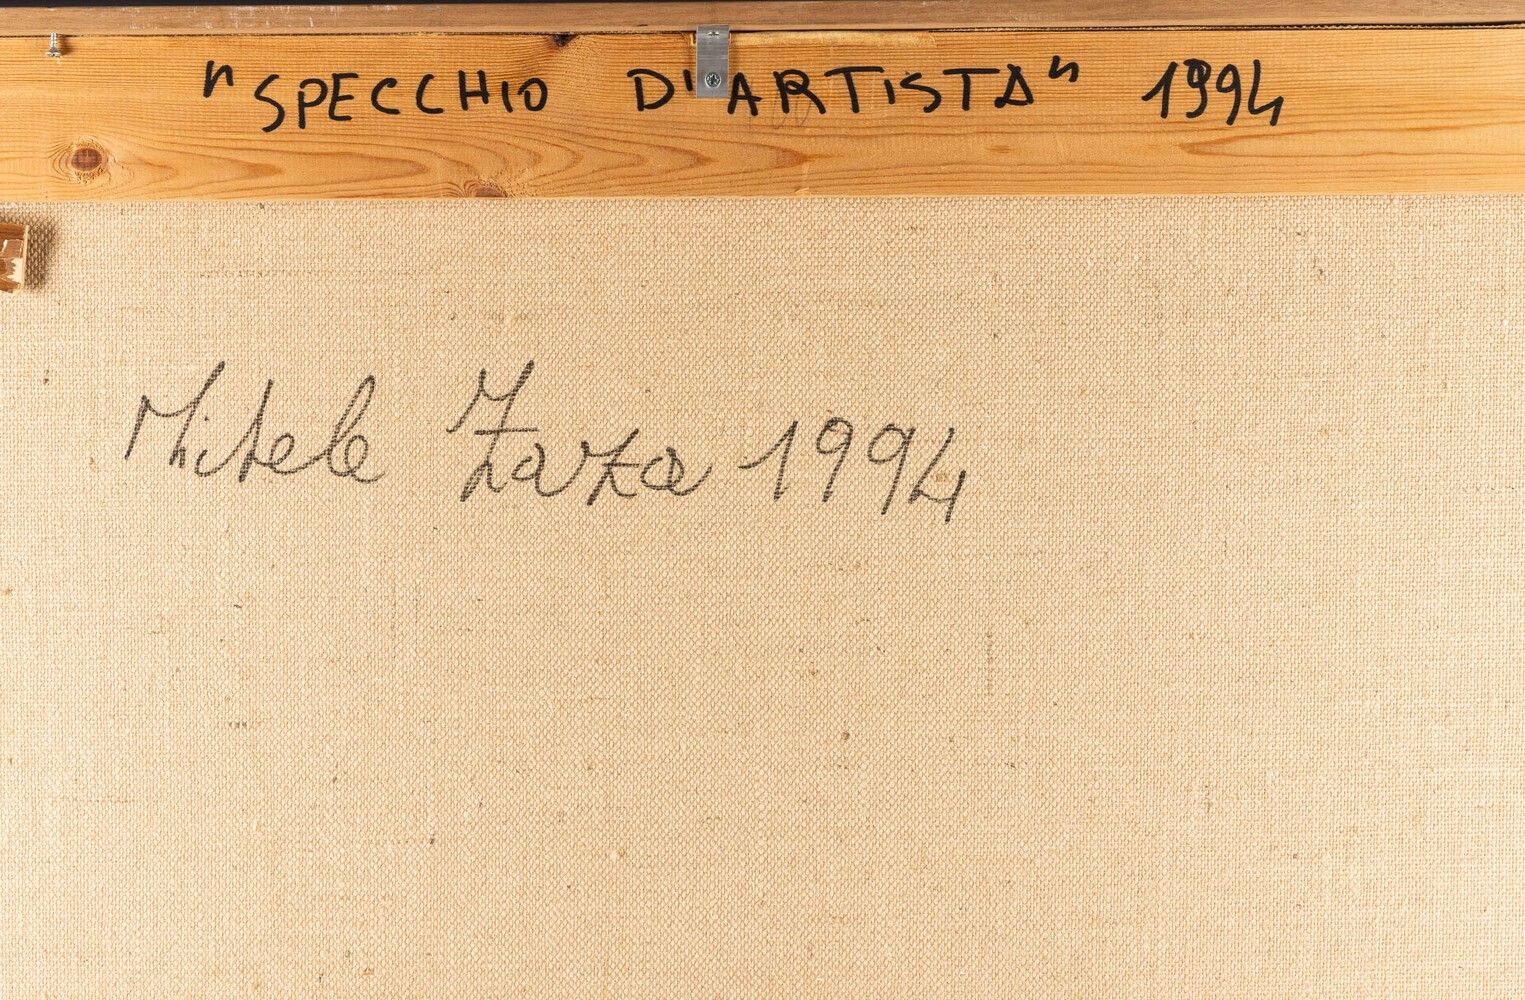 "SPECCHIO D'ARTISTA" 1994
Michele Zaza 1994